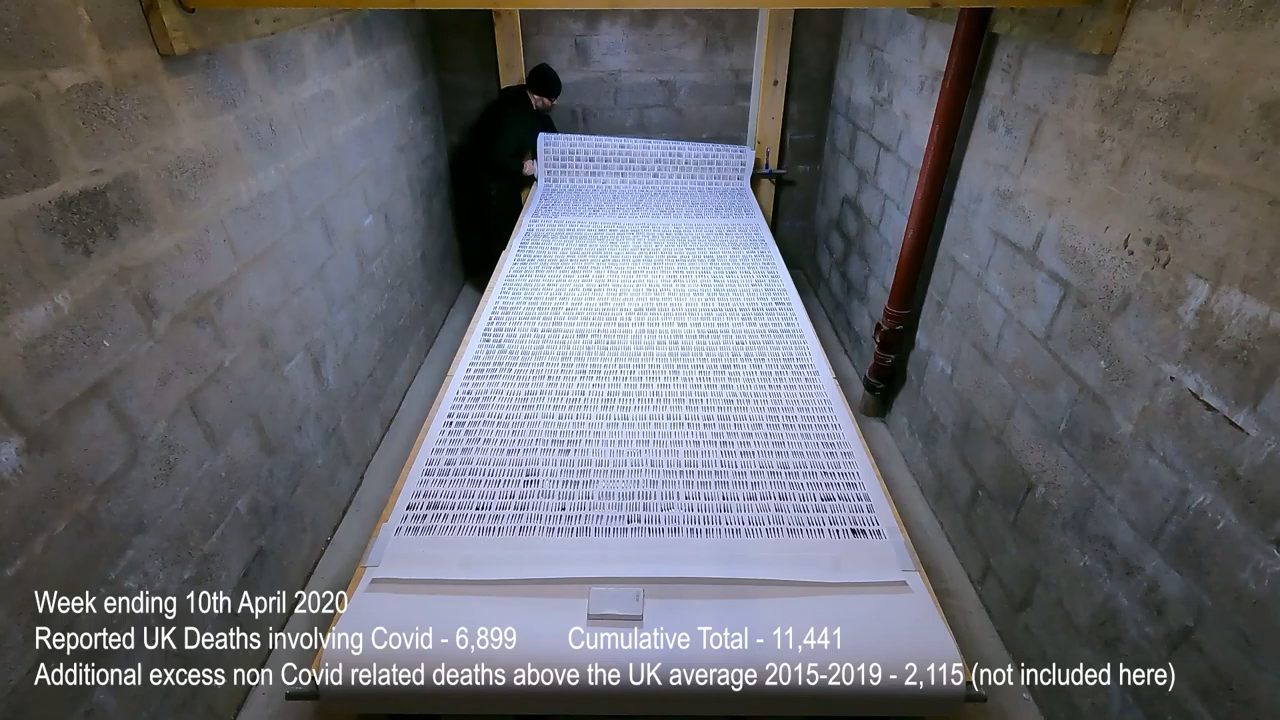 Week ending 10th April 2020
Reported UK Deaths involving Covid - 6,899 Cumulative Total - 11,441
Additional excess non Covid related deaths above the UK average 2015-2019 - 2,115 (not included here)